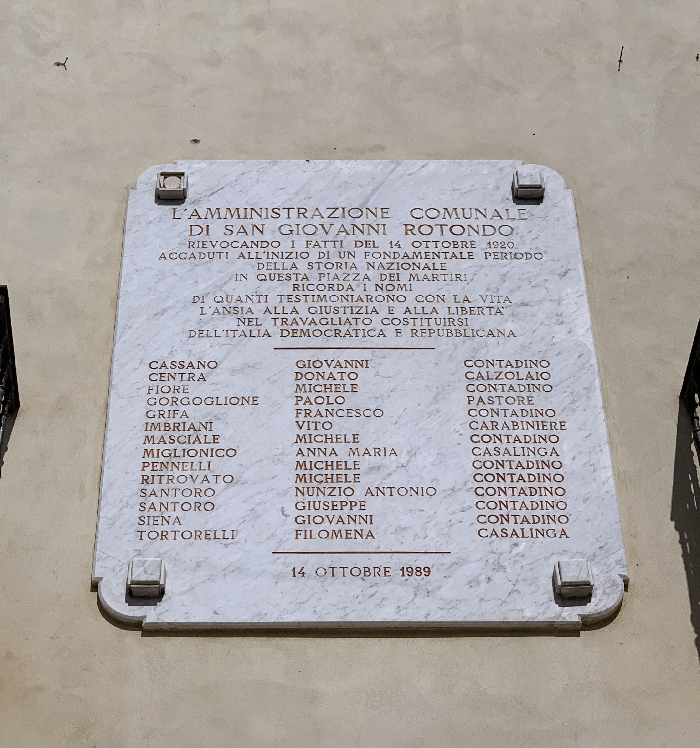 L'AMMINISTRAZIONE COMUNALE
DI SAN GIOVANNI ROTONDO
RIEVOCANDO I FATTI DEL 14 OTTOBRE 1920
ACCADUTI ALL'INIZIO DI UN FONDAMENTALE PERIODO
DELLA STORIA NAZIONALE
IN QUESTA PIAZZA DEI MARTIRI
RICORDA I NOMI
DI QUANTI TESTIMONIARONO CON LA VITA
L'ANSIA ALLA GIUSTIZIA E ALLA LIBERTA'
NEL TRAVAGLIATO COSTITUIRSI
DELL'ITALIA DEMOCRATICA E REPUBBLICANA
CASSANO GIOVANNI CONTADINO
CENTRA DONATO CALZOLAIO
FIORE MICHELE CONTADINO
GORGOGLIONE PAOLO PASTORE
GRIFA FRANCESCO CONTADINO
IMBRIANI VITO CARABINIERE
MASCIALE MICHELE CONTADINO
MIGLIONICO ANNA MARIA CASALINGA
PENNELLI MICHELE CONTADINO
RITROVATO MICHELE CONTADINO
SANTORO NUNZIO ANTONIO CONTADINO
SANTORO GIUSEPPE CONTADINO
SIENA GIOVANNI CONTADINO
TORTORELLI FILOMENA CASALINGA
14 OTTOBRE 1989